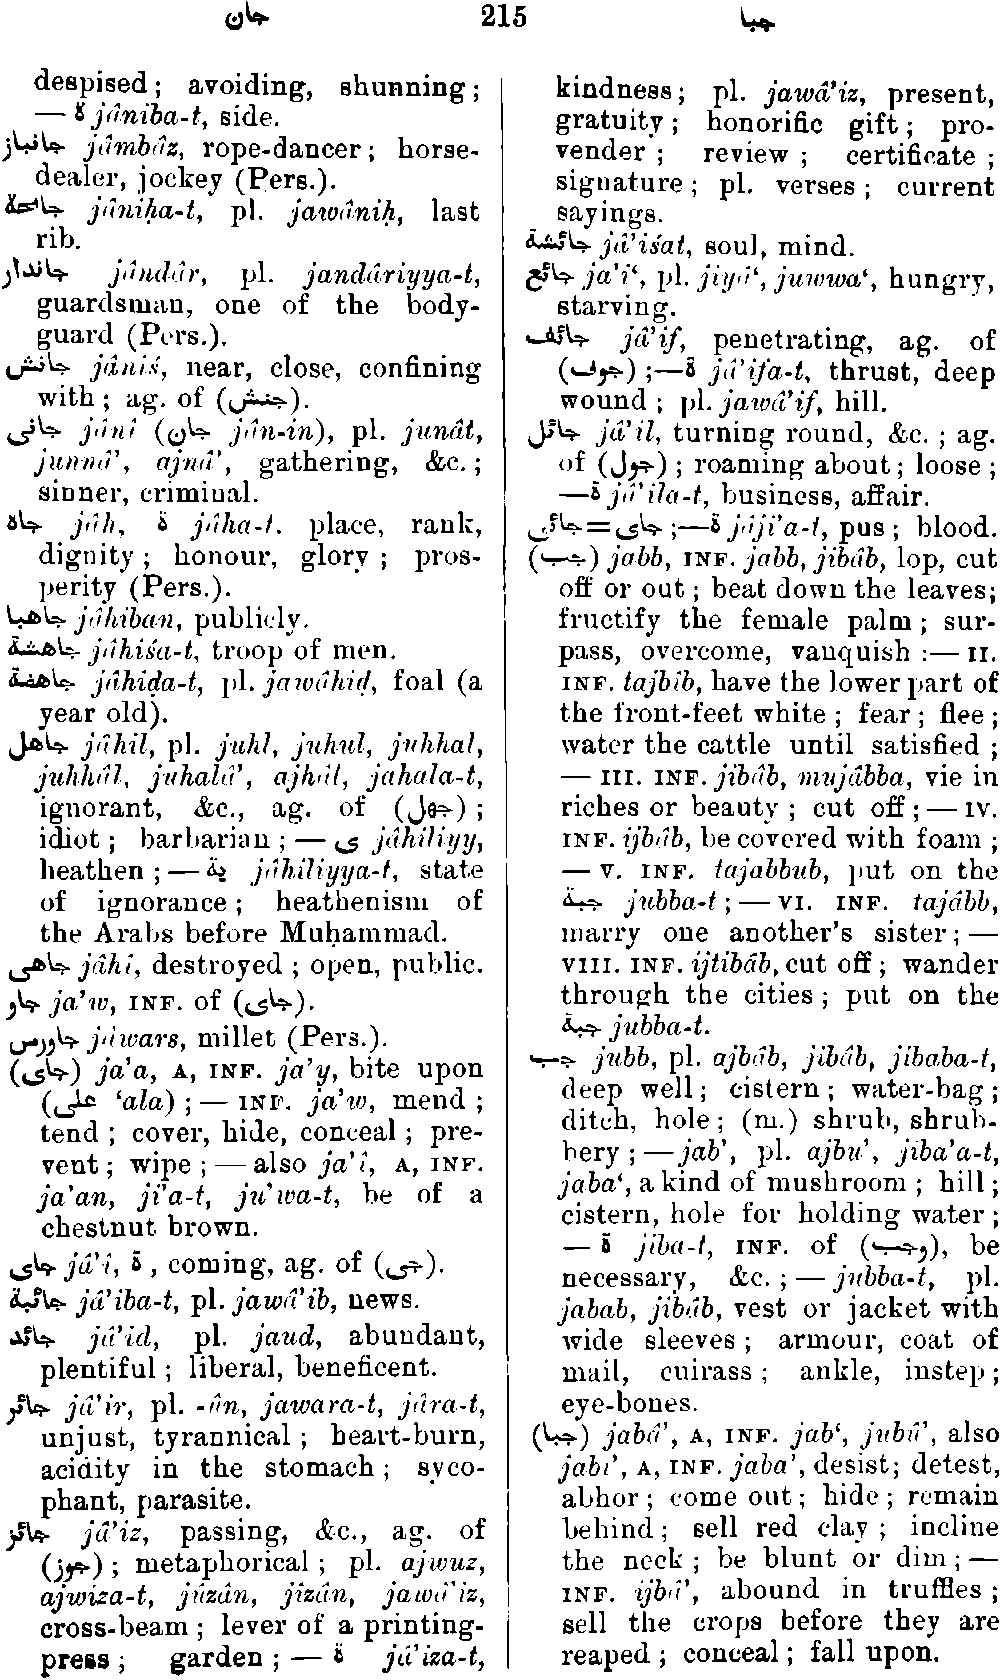 جان
215
جبا
despised; avoiding, shunning;
— ة jâniba-t, side.
جانباز jâmbâz, rope-dancer; horse-
dealer, jockey (Pers.).
جانحة jâniḥa-t, pl. jawâniḥ, last
rib.
جاندار jândâr, pl. jandâriyya-t,
guardsman, one of the body-
guard (Pers.).
جانش jâniś, near, close, confining
with; ag. of (جنش).
جانى jânî (جان jân-in), pl. junât,
junnâ’, ajnâ’, gathering, &c.;
sinner, criminal.
جاه jâh, ة jâha-t. place, rank,
dignity; honour, glory; pros-
perity (Pers.).
جاهبا jâhiban, publicly.
جاهشة jâhiśa-t, troop of men.
جاهضة jâhiḍa-t, pl. jawâhiḍ, foal (a
year old).
جاهل jâhil, pl. juhl, juhul, juhhal,
juhhâl, juhalâ’, ajhâl, jahala-t,
ignorant, &c., ag. of (جهل);
idiot; barbarian; — ى jâhiliyy,
heathen; — ية jâhiliyya-t, state
of ignorance; heathenism of
the Arabs before Muḥammad.
جاهى jâhî, destroyed; open, public.
جاو ja’w, INF. of (جاى).
جاورس jâwars, millet (Pers.).
(جاى) ja’a, A, INF. ja’y, bite upon
(على ‘ala); — INF. ja’w, mend;
tend; cover, hide, conceal; pre-
vent; wipe; — also ja’î, A, INF.
ja’an, ji’a-t, ju’wa-t, be of a
chestnut brown.
جاى jâ’î, ة, coming, ag. of (جى).
جائبة jâ’iba-t, pl. jawâ’ib, news.
جائد jâ’id, pl. jaud, abundant,
plentiful; liberal, beneficent.
جائر jâ’ir, pl. -ûn, jawara-t, jâra-t,
unjust, tyrannical; heart-burn,
acidity in the stomach; syco-
phant, parasite.
جائز jâ’iz, passing, &c., ag. of
(جوز); metaphorical; pl. ajwuz,
ajwiza-t, jûzân, jîzân, jawâ’iz,
cross-beam; lever of a printing-
press; garden; — ة jâ’iza-t,
kindness; pl. jawâ’iz, present,
gratuity; honorific gift; pro-
vender; review; certificate;
signature; pl. verses; current
sayings.
جائشة jâ’iśat, soul, mind.
جائع ja’i‘, pl. jiyâ‘, juwwa‘, hungry,
starving.
جائف jâ’if, penetrating, ag. of
(جوف);—ة jâ’ifa-t, thrust, deep
wound; pl. jawâ’if, hill.
جائل jâ’il, turning round, &c.; ag.
of (جول); roaming about; loose;
—ة jâ’ila-t, business, affair.
جائى=جاى;—ة jâji’a-t, pus; blood.
(جب) jabb, INF. jabb, jibâb, lop, cut
off or out; beat down the leaves;
fructify the female palm; sur-
pass, overcome, vanquish:—II.
INF. tajbîb, have the lower part of
the front-feet white; fear; flee;
water the cattle until satisfied;
— III. INF. jibâb, mujâbba, vie in
riches or beauty; cut off;—IV.
INF. ijbâb, be covered with foam;
— V. INF. tajabbub, put on the
جبة jubba-t;—VI. INF. tajâbb,
marry one another’s sister;—
VIII. INF. ijtibâb, cut off; wander
through the cities; put on the
جبة jubba-t.
جب jubb, pl. ajbâb, jibâb, jibaba-t,
deep well; cistern; water-bag;
ditch, hole; (m.) shrub, shrub-
bery;—jab’, pl. ajbu’, jiba’a-t,
jaba‘, a kind of mushroom; hill;
cistern, hole for holding water;
— ة jiba-t, INF. of (وجب), be
necessary, &c.;—jubba-t, pl.
jabab, jibâb, vest or jacket with
wide sleeves; armour, coat of
mail, cuirass; ankle, instep;
eye-bones.
(جبا) jabâ’, A, INF. jab‘, jubû’, also
jabi’, A, INF. jaba’, desist; detest,
abhor; come out; hide; remain
behind; sell red clay; incline
the neck; be blunt or dim;—
INF. ijbâ’, abound in truffles;
sell the crops before they are
reaped; conceal; fall upon.